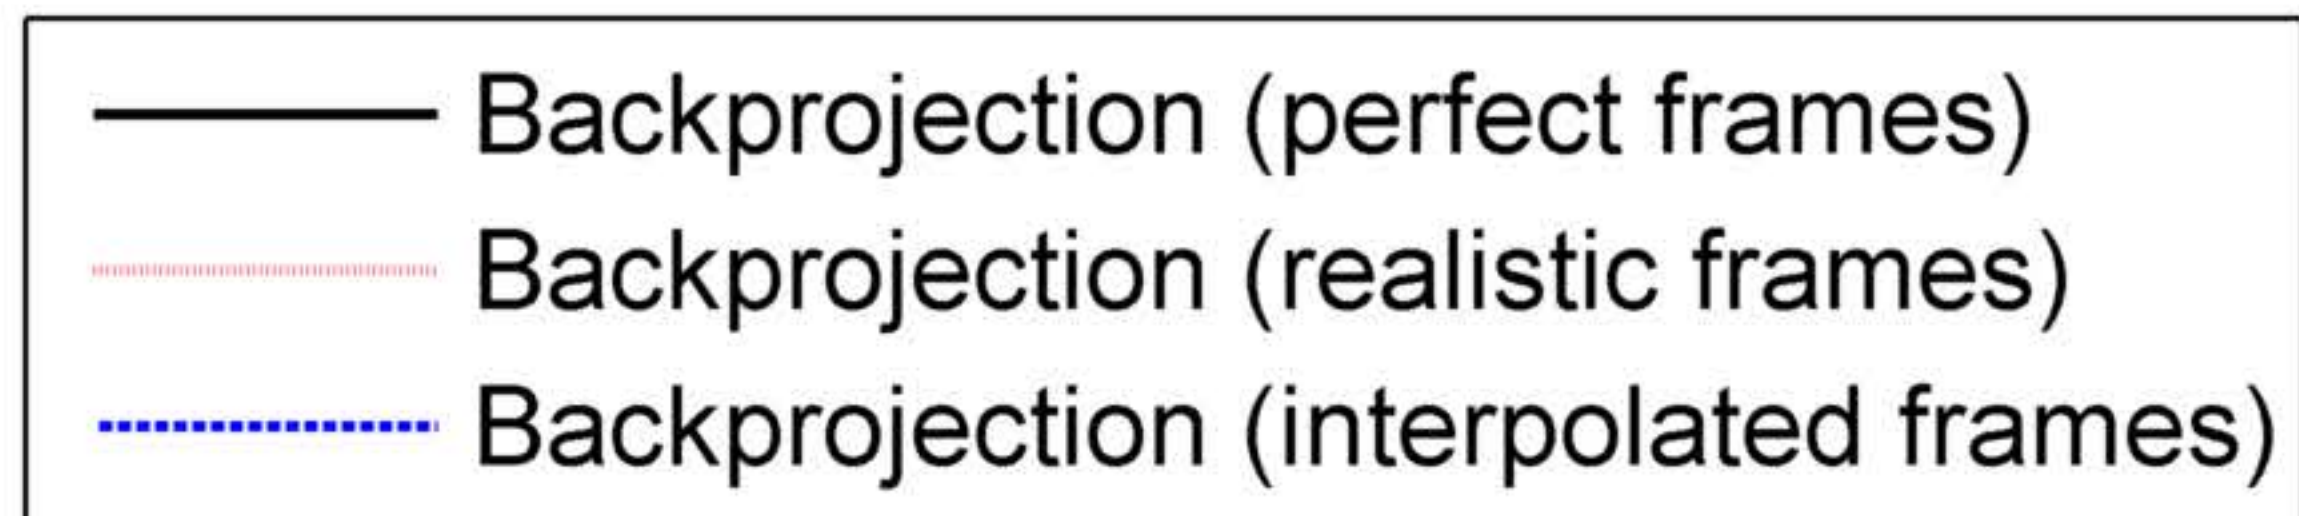 Backprojection (perfect frames)
Backprojection (realistic frames)
Backprojection (interpolated frames)